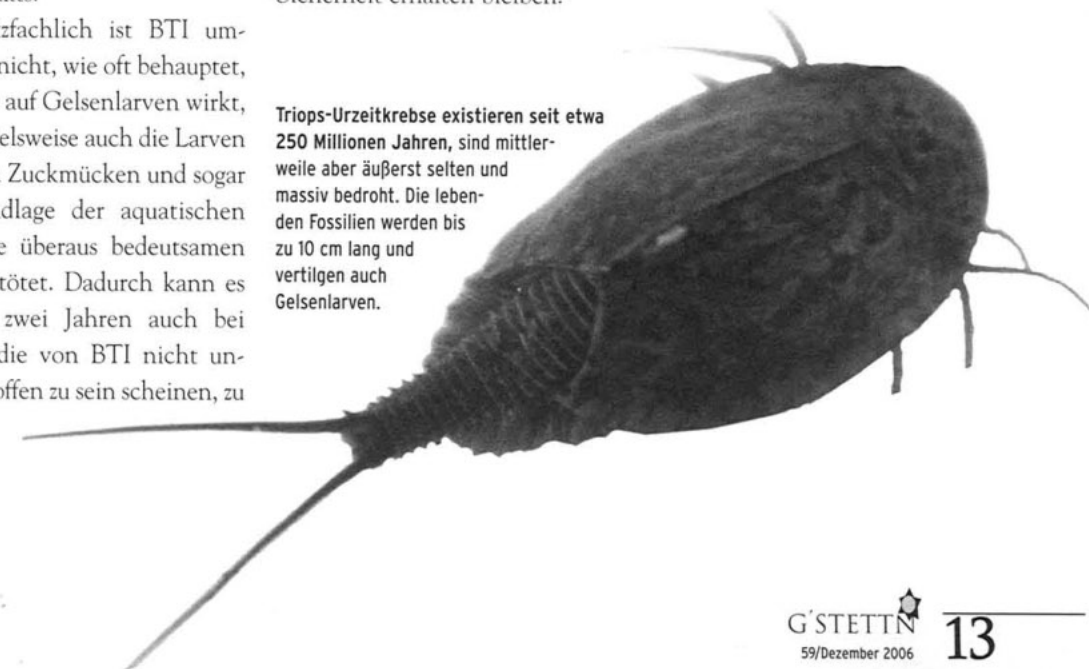 zfachlich ist BTI um-
nicht, wie oft behauptet,
auf Gelsenlarven wirkt,
elsweise auch die Larven
Zuckmücken und sogar
dlage der aquatischen
e überaus bedeutsamen
tötet. Dadurch kann es
zwei Jahren auch bei
die von BTI nicht un-
offen zu sein scheinen, zu
Sicherheit erhalten bleiben.
Triops-Urzeitkrebse existieren seit etwa
250 Millionen Jahren, sind mittler-
weile aber äußerst selten und
massiv bedroht. Die leben-
den Fossilien werden bis
zu 10 cm lang und
vertilgen auch
Gelsenlarven.
G'STETTN
59/Dezember 2006
13